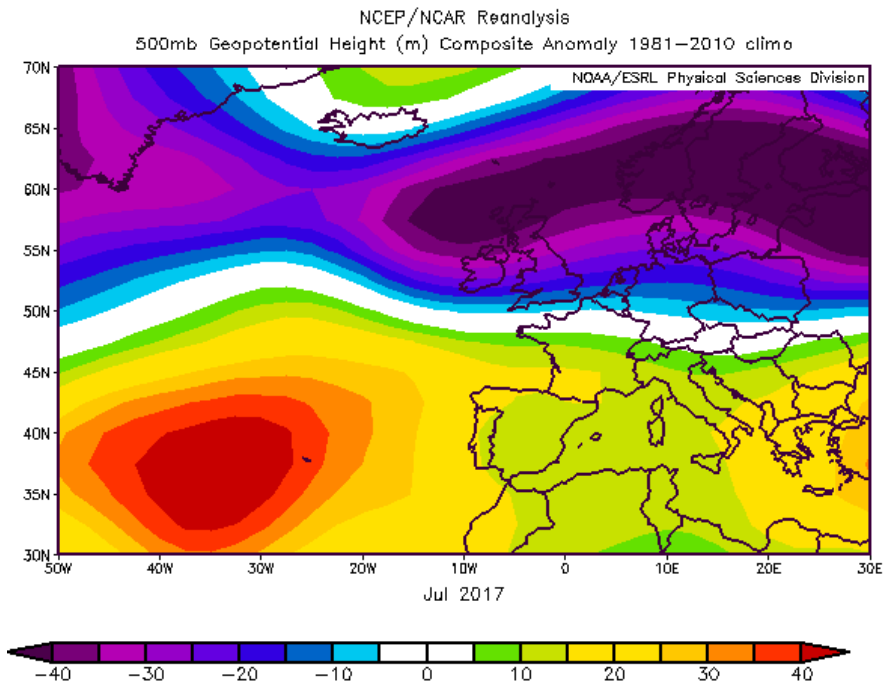 NCEP/NCAR Reanalysis
500mb Geopotential Height (m) Composite Anomaly 1981-2010 climo
NOAA/ESRL Physical Sciences Division
70N
65N
60N
55N
50N
45N
40N
35N
30N
50W 40W 30W 20W 10W 0 10E 20E 30E
Jul 2017
-40 -30 -20 -10 0 10 20 30 40